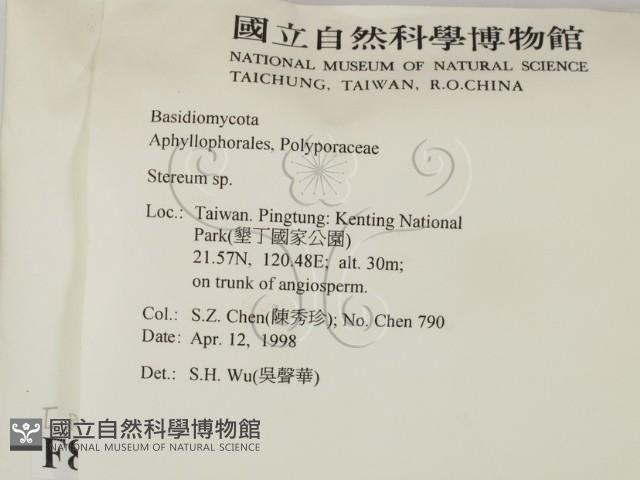 國立自然科學博物館
NATIONAL MUSEUM OF NATURAL SCIENCE
TAICHUNG, TAIWAN, R.O.CHINA
Basidiomycota
Aphyllophorales, Polyporaceae
Stereum sp.
Loc.: Taiwan. Pingtung: Kenting National
Park(墾丁國家公園)
21.57N, 120.48E; alt. 30m;
on trunk of angiosperm.
Col.: S.Z. Chen(陳秀珍); No. Chen 790
Date: Apr. 12, 1998
Det.: S.H. Wu(吳聲華)
國立自然科學博物館
NATIONAL MUSEUM OF NATURAL SCIENCE